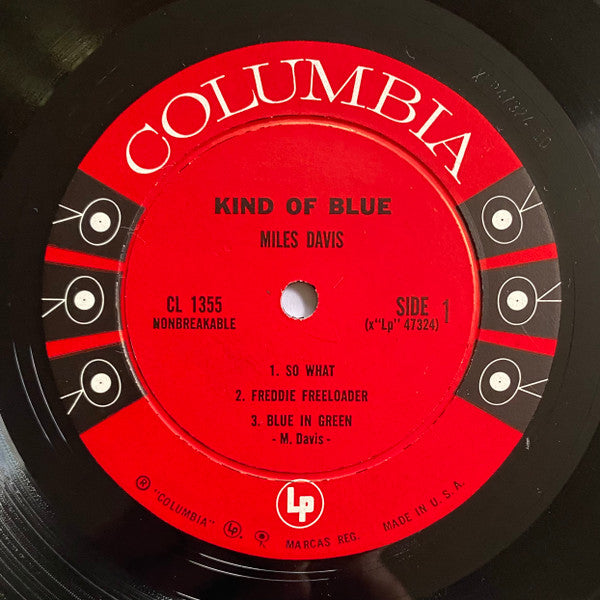 COLUMBIA
KIND OF BLUE
MILES DAVIS
CL 1355
NONBREAKABLE
SIDE 1
(x"Lp" 47324)
1. SO WHAT
2. FREDDIE FREELOADER
3. BLUE IN GREEN
- M. Davis -
Lp
® "COLUMBIA" Lp. MARCAS REG. MADE IN U. S. A.